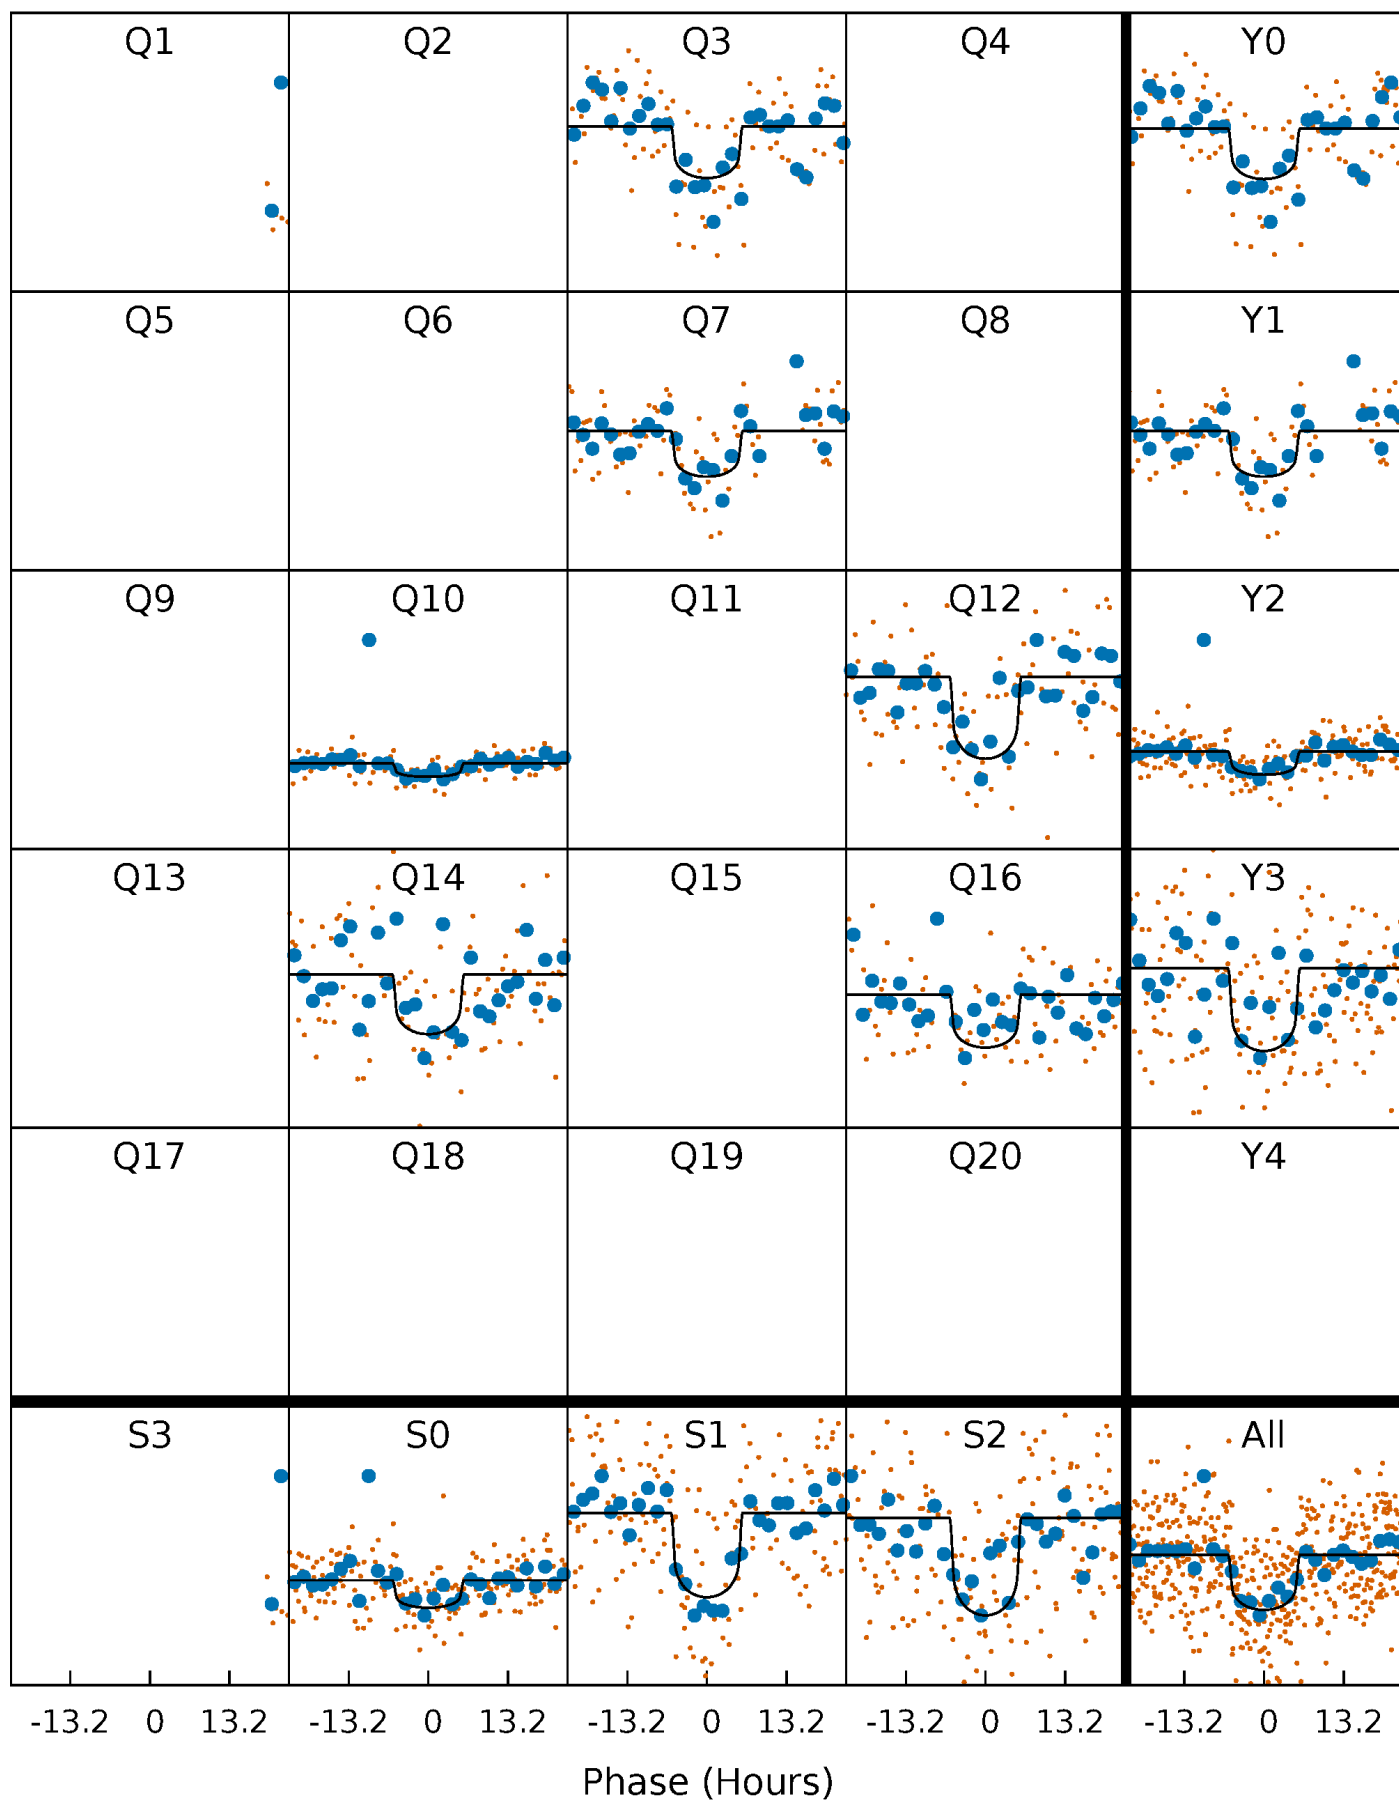 Q1 Q2 Q3 Q4 Y0
Q5 Q6 Q7 Q8 Y1
Q9 Q10 Q11 Q12 Y2
Q13 Q14 Q15 Q16 Y3
Q17 Q18 Q19 Q20 Y4
S3 S0 S1 S2 All
-13.2 0 13.2 -13.2 0 13.2 -13.2 0 13.2 -13.2 0 13.2 -13.2 0 13.2
Phase (Hours)